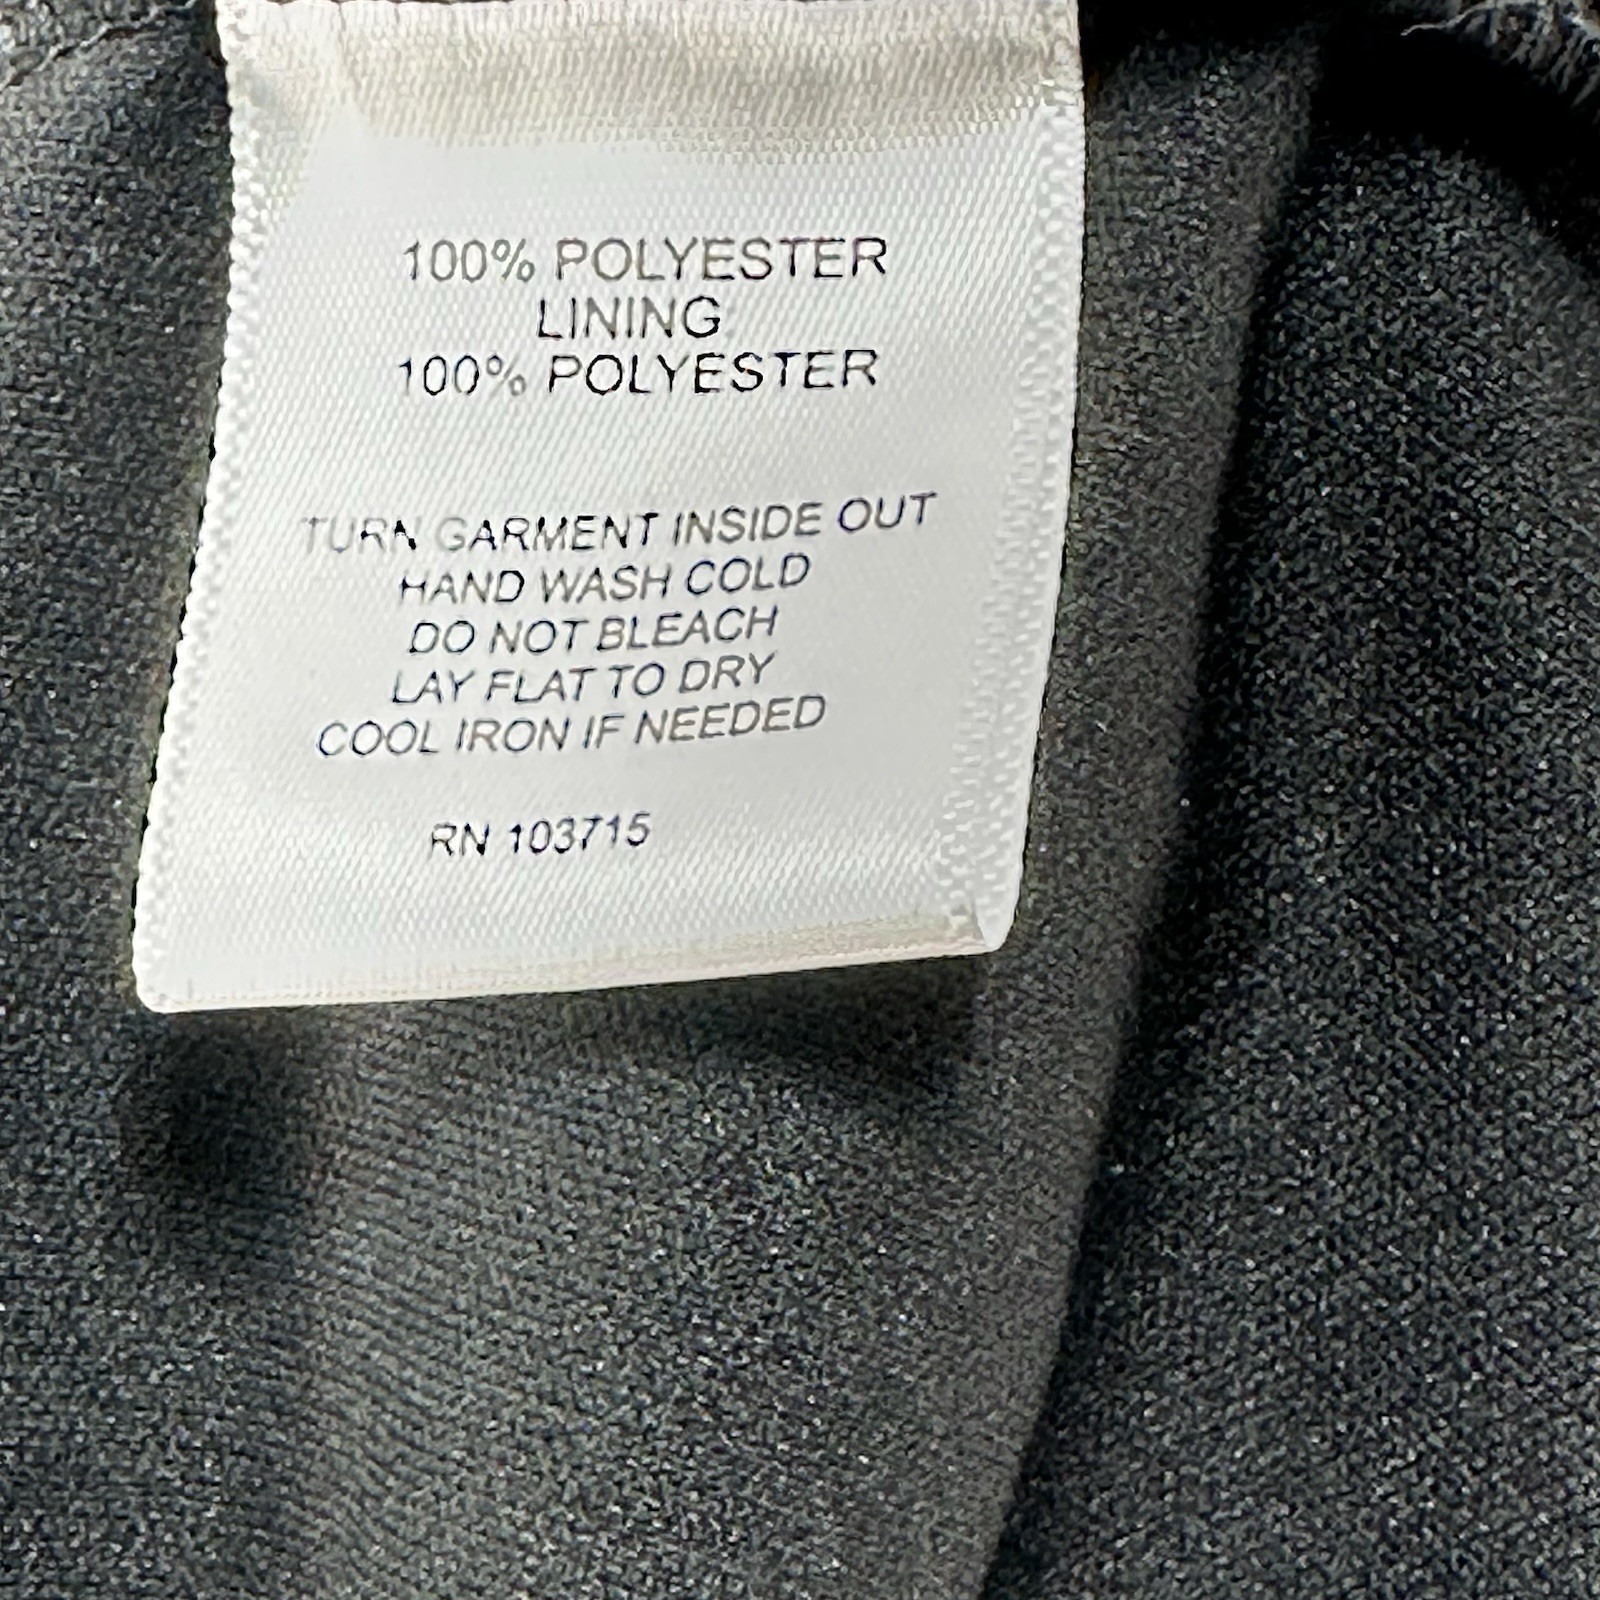 100% POLYESTER
LINING
100% POLYESTER
TURN GARMENT INSIDE OUT
HAND WASH COLD
DO NOT BLEACH
LAY FLAT TO DRY
COOL IRON IF NEEDED
RN 103715